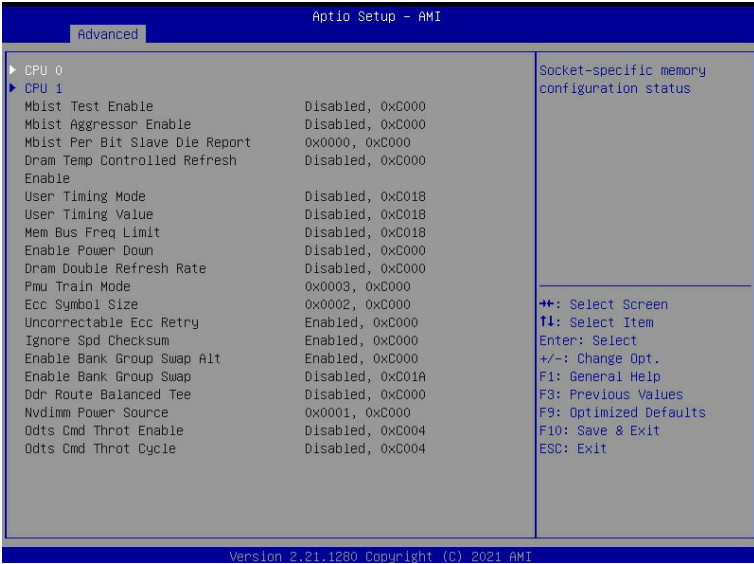 Aptio Setup – AMI
Advanced
CPU 0
CPU 1
Mbist Test Enable Disabled, 0xC000
Mbist Aggressor Enable Disabled, 0xC000
Mbist Per Bit Slave Die Report 0x0000, 0xC000
Dram Temp Controlled Refresh Disabled, 0xC000
Enable
User Timing Mode Disabled, 0xC018
User Timing Value Disabled, 0xC018
Mem Bus Freq Limit Disabled, 0xC018
Enable Power Down Disabled, 0xC000
Dram Double Refresh Rate Disabled, 0xC000
Pmu Train Mode 0x0003, 0xC000
Ecc Symbol Size 0x0002, 0xC000
Uncorrectable Ecc Retry Enabled, 0xC000
Ignore Spd Checksum Enabled, 0xC000
Enable Bank Group Swap Alt Enabled, 0xC000
Enable Bank Group Swap Disabled, 0xC01A
Ddr Route Balanced Tee Disabled, 0xC000
Nvdimm Power Source 0x0001, 0xC000
Odts Cmd Throt Enable Disabled, 0xC004
Odts Cmd Throt Cycle Disabled, 0xC004
Socket-specific memory
configuration status
→←: Select Screen
↑↓: Select Item
Enter: Select
+/-: Change Opt.
F1: General Help
F3: Previous Values
F9: Optimized Defaults
F10: Save & Exit
ESC: Exit
Version 2.21.1280 Copyright (C) 2021 AMI